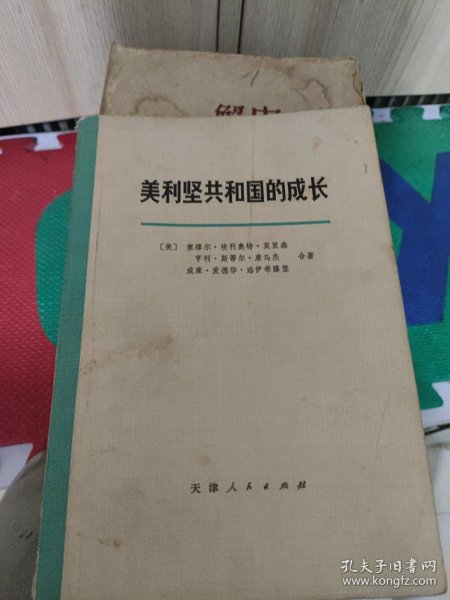 美利坚共和国的成长
〔美〕 塞缪尔·埃利奥特·莫里森
亨利·斯蒂尔·康马杰 合著
威廉·爱德华·洛伊希滕堡
天津人民出版社
孔夫子旧书网
www.kongfz.com